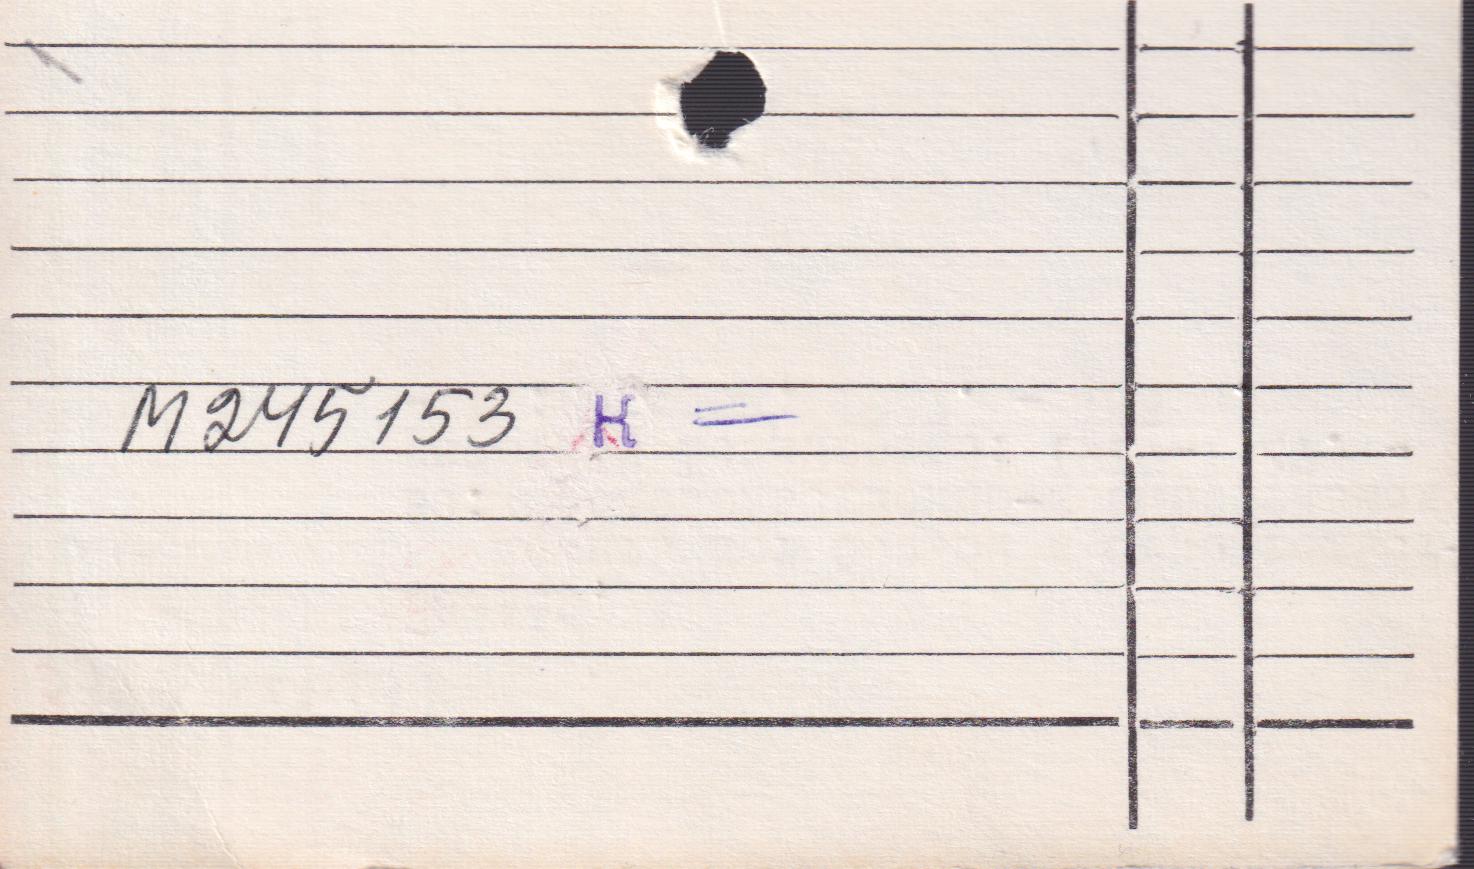 M245153 K =